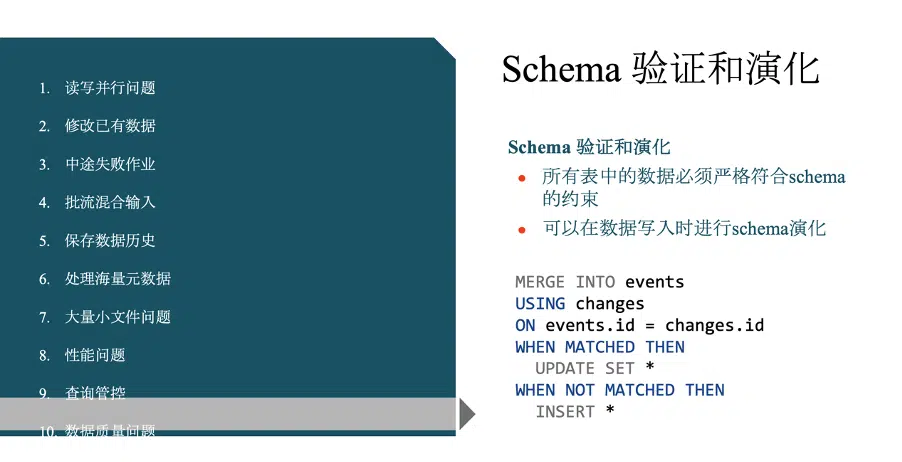 1. 读写并行问题
2. 修改已有数据
3. 中途失败作业
4. 批流混合输入
5. 保存数据历史
6. 处理海量元数据
7. 大量小文件问题
8. 性能问题
9. 查询管控
10. 数据质量问题
Schema 验证和演化
Schema 验证和演化
• 所有表中的数据必须严格符合schema
的约束
• 可以在数据写入时进行schema演化
MERGE INTO events
USING changes
ON events.id = changes.id
WHEN MATCHED THEN
UPDATE SET *
WHEN NOT MATCHED THEN
INSERT *